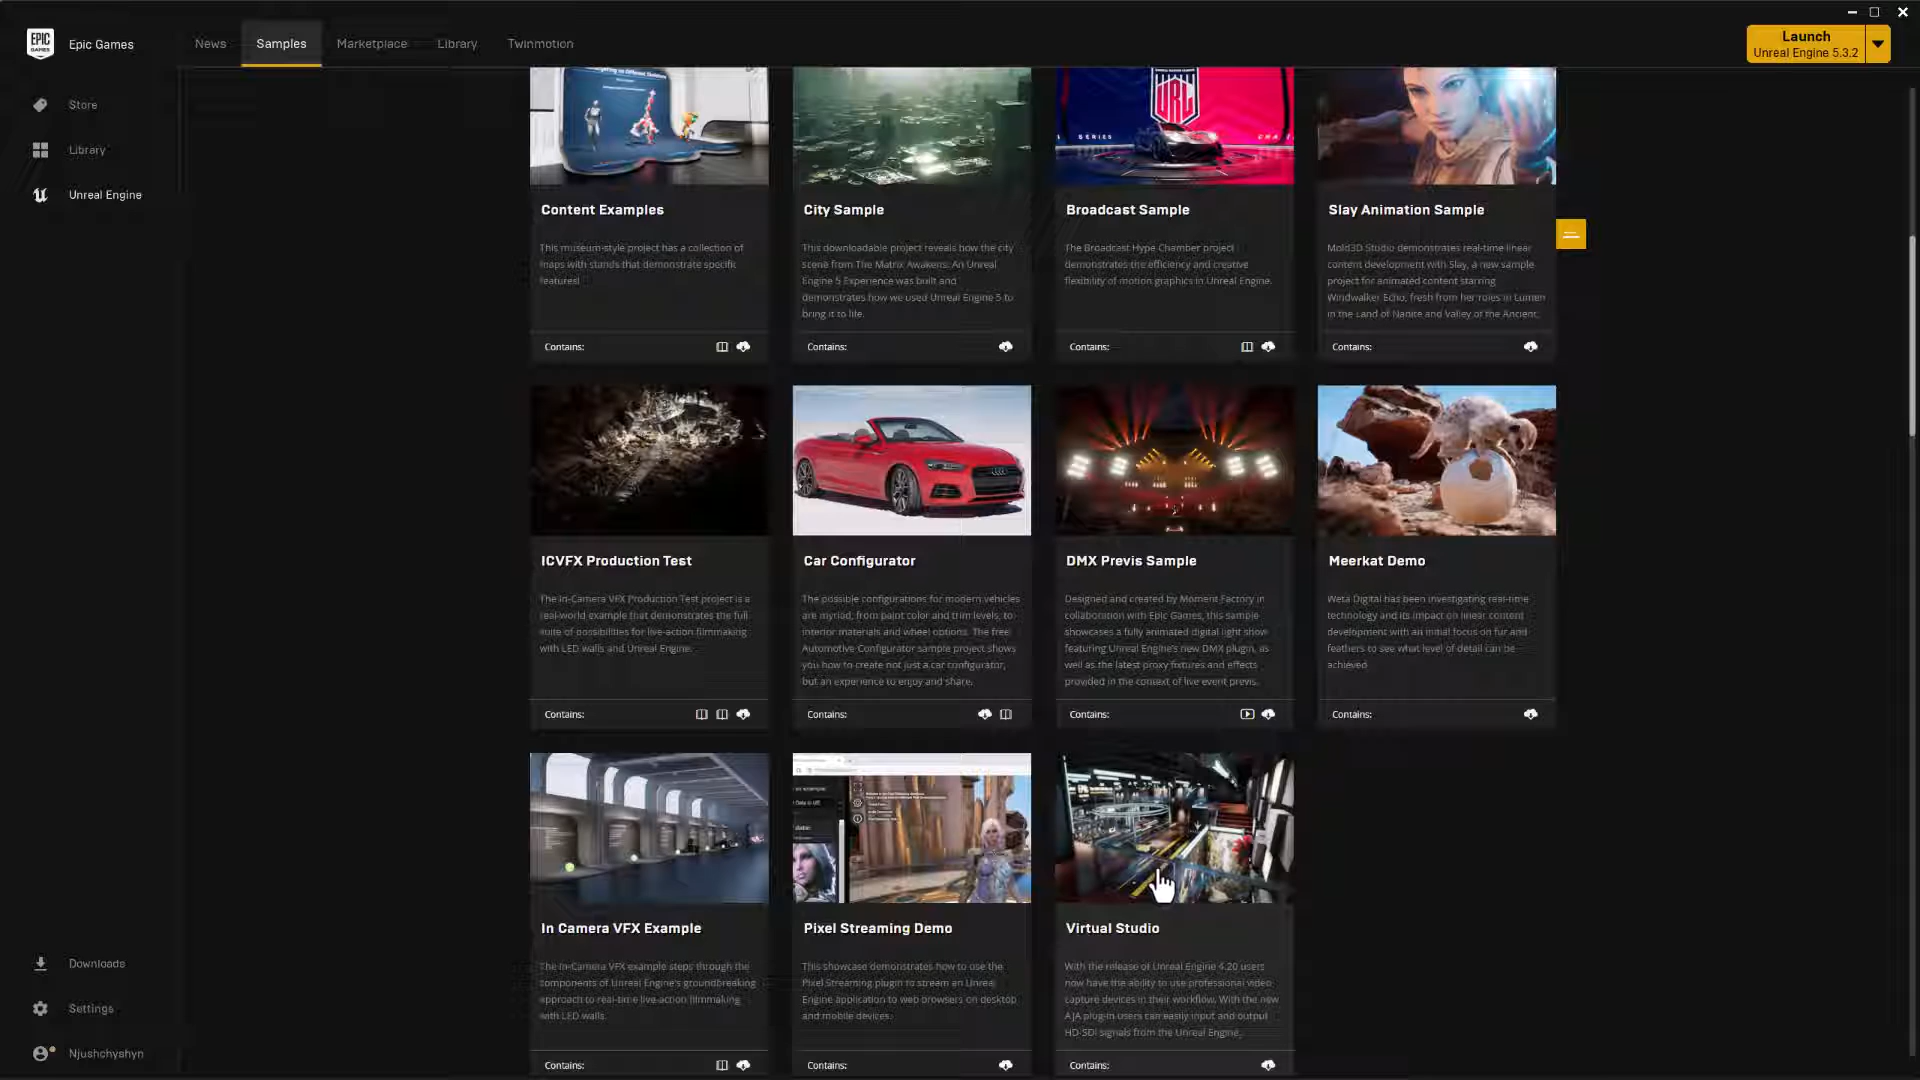 EPIC
GAMES
Epic Games
News
Samples
Marketplace
Library
Twinmotion
Launch
Unreal Engine 5.3.2
Store
Library
Unreal Engine
URL
SERIES
Content Examples
This museum-style project has a collection of
maps with stands that demonstrate specific
features!
Contains:
City Sample
This downloadable project reveals how the city
scene from The Matrix Awakens: An Unreal
Engine 5 Experience was built and
demonstrates how we used Unreal Engine 5 to
bring it to life.
Contains:
Broadcast Sample
The Broadcast Hype Chamber project
demonstrates the efficiency and creative
flexibility of motion graphics in Unreal Engine.
Contains:
Slay Animation Sample
Mold3D Studio demonstrates real-time linear
content development with Slay, a new sample
project for animated content starring
Windwalker Echo, fresh from her roles in Lumen
in the Land of Nanite and Valley of the Ancient.
Contains:
ICVFX Production Test
The In-Camera VFX Production Test project is a
real-world example that demonstrates the full
suite of possibilities for live-action filmmaking
with LED walls and Unreal Engine.
Contains:
Car Configurator
The possible configurations for modern vehicles
are myriad, from paint color and trim levels, to
interior materials and wheel options. The free
Automotive Configurator sample project shows
you how to create not just a car configurator,
but an experience to enjoy and share.
Contains:
DMX Previs Sample
Designed and created by Moment Factory in
collaboration with Epic Games, this sample
showcases a fully animated digital light show
featuring Unreal Engine's new DMX plugin, as
well as the latest proxy fixtures and effects
provided in the context of live event previs.
Contains:
Meerkat Demo
Weta Digital has been investigating real-time
technology and its impact on linear content
development with an initial focus on fur and
feathers to see what level of detail can be
achieved
Contains:
In Camera VFX Example
The In-Camera VFX example steps through the
components of Unreal Engine's groundbreaking
approach to real-time live-action filmmaking
with LED walls.
Contains:
Pixel Streaming Demo
This showcase demonstrates how to use the
Pixel Streaming plugin to stream an Unreal
Engine application to web browsers on desktop
and mobile devices.
Contains:
Virtual Studio
With the release of Unreal Engine 4.20 users
now have the ability to use professional video
capture devices in their workflow. With the new
AJA plug-in users can easily input and output
HD-SDI signals from the Unreal Engine.
Contains:
Downloads
Settings
Njushchyshyn